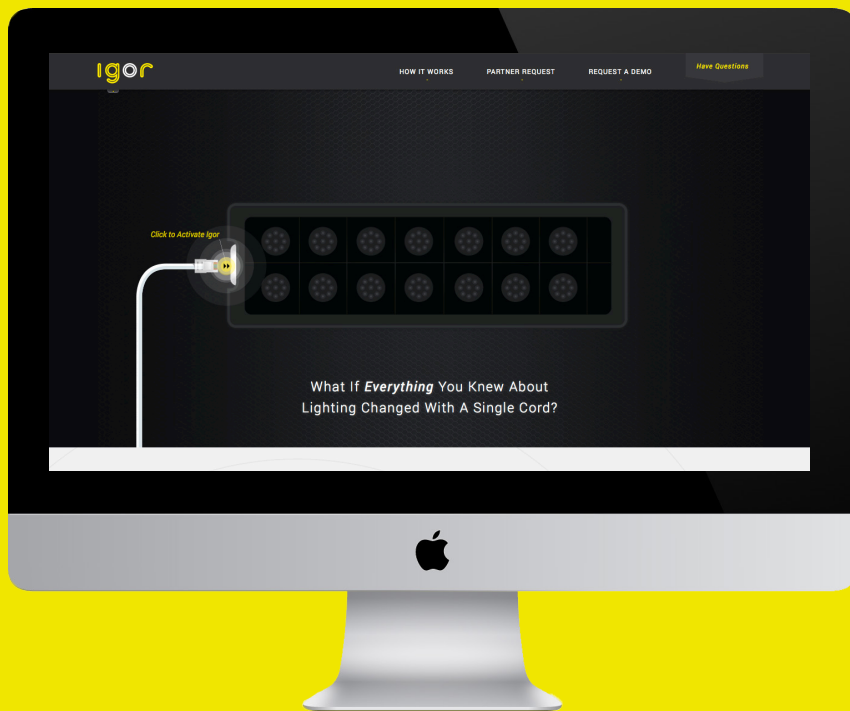 Igor
HOW IT WORKS
PARTNER REQUEST
REQUEST A DEMO
Have Questions
Click to Activate Igor
What If Everything You Knew About
Lighting Changed With A Single Cord?